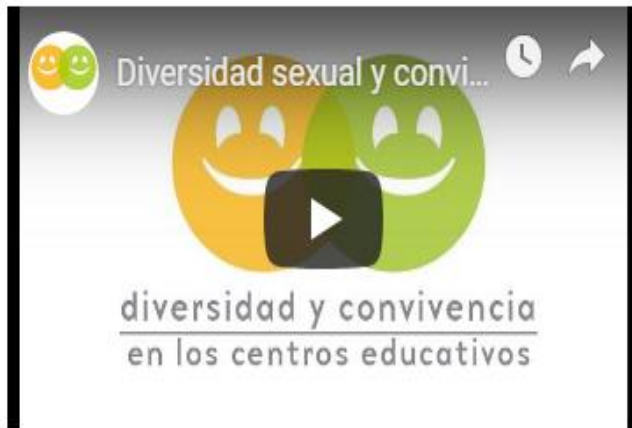 Diversidad sexual y convi...
diversidad y convivencia
en los centros educativos